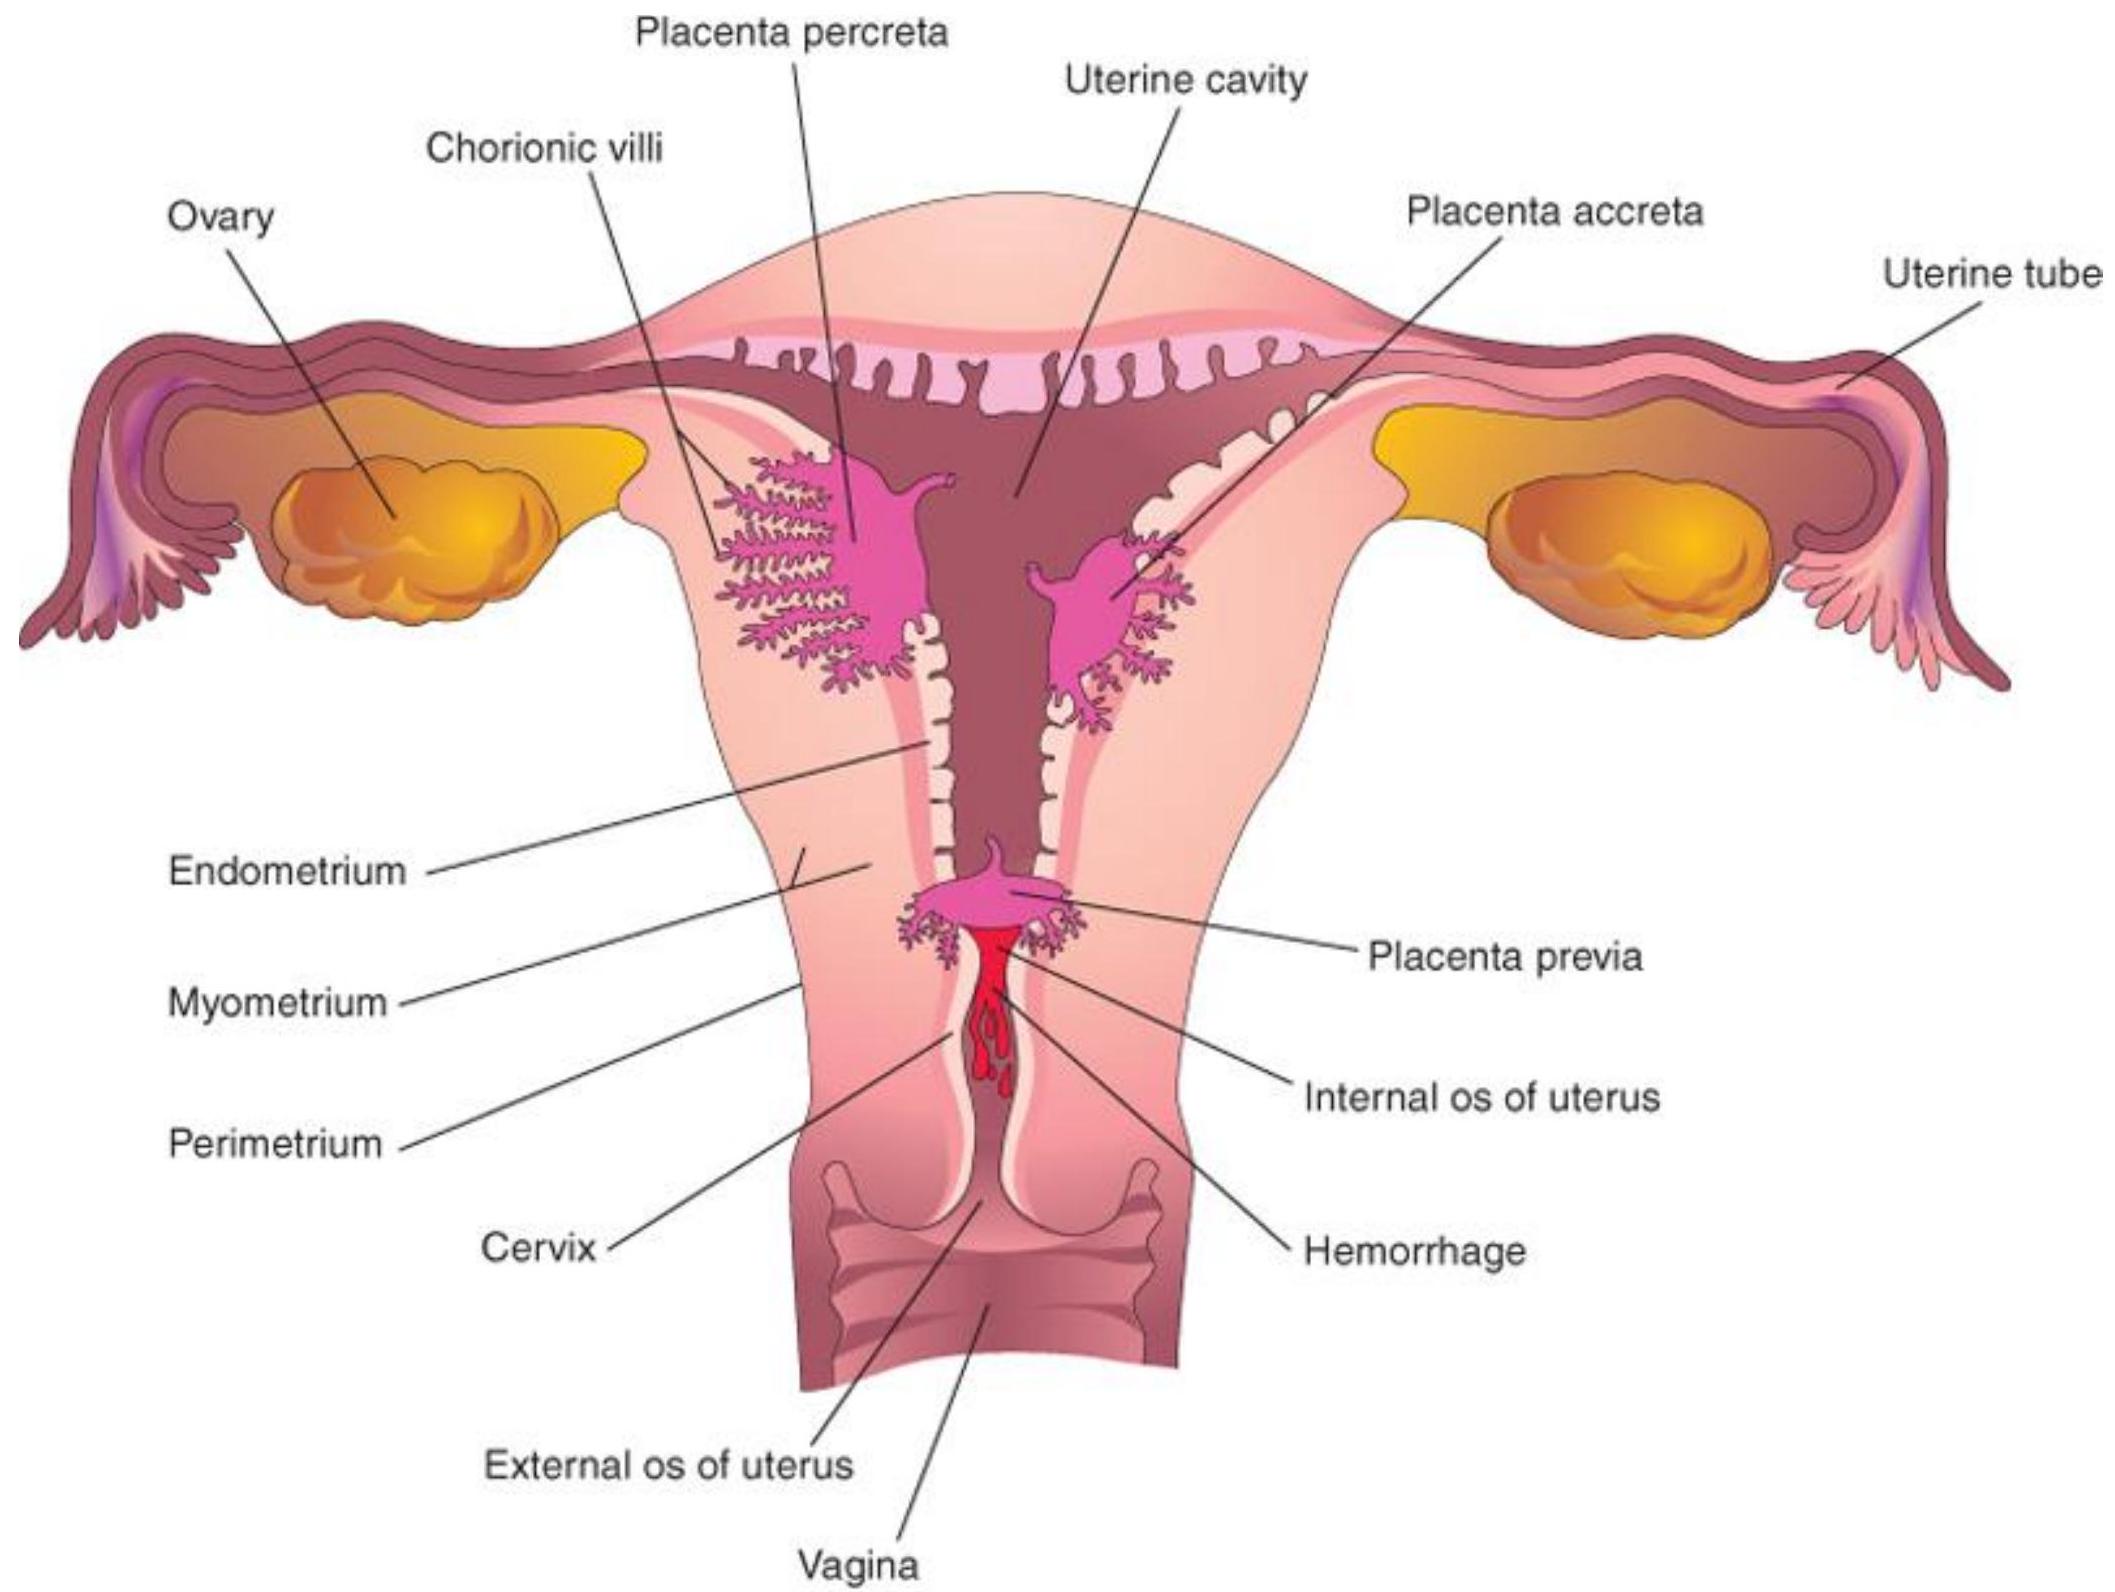 Placenta percreta
Uterine cavity
Chorionic villi
Placenta accreta
Ovary
Uterine tube
Endometrium
Placenta previa
Myometrium
Internal os of uterus
Perimetrium
Cervix
Hemorrhage
External os of uterus
Vagina